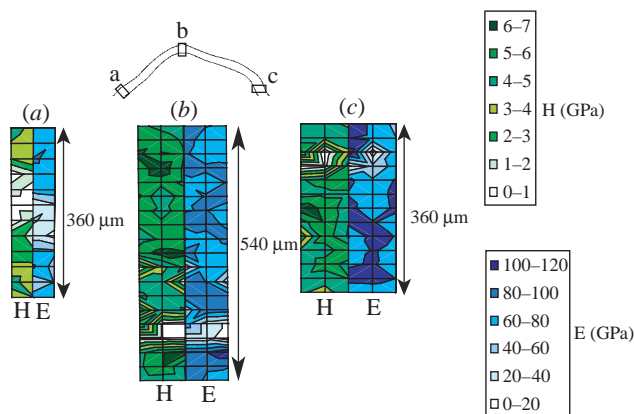 b
a
c
(a)
(b)
(c)
360 µm
540 µm
360 µm
H E
H E
H E
6–7
5–6
4–5
3–4
2–3
1–2
0–1
H (GPa)
100–120
80–100
60–80
40–60
20–40
0–20
E (GPa)